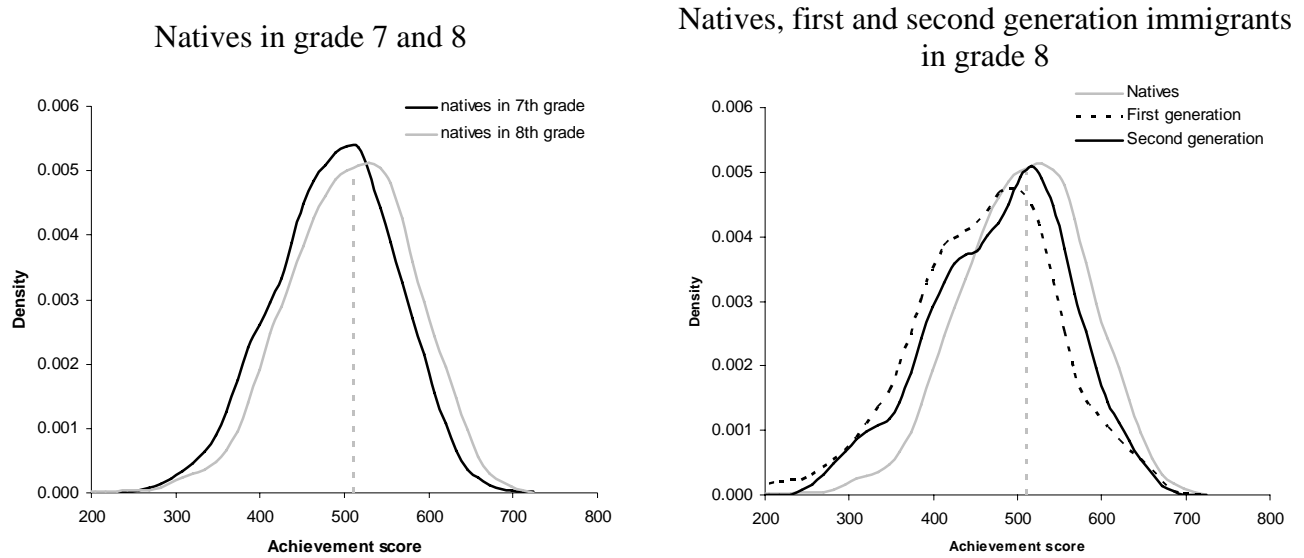 Natives in grade 7 and 8
0.006
0.005
0.004
0.003
0.002
0.001
0.000
Density
natives in 7th grade
natives in 8th grade
200 300 400 500 600 700 800
Achievement score
Natives, first and second generation immigrants
in grade 8
0.006
0.005
0.004
0.003
0.002
0.001
0.000
Density
Natives
First generation
Second generation
200 300 400 500 600 700 800
Achievement score